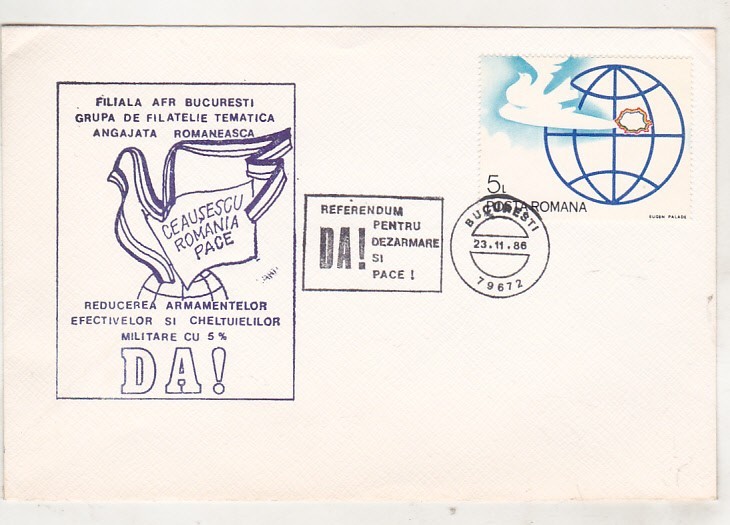 FILIALA AFR BUCURESTI
GRUPA DE FILATELIE TEMATICA
ANGAJATA ROMANEASCA
CEAUȘESCU
ROMANIA
PACE
REDUCEREA ARMAMENTELOR
EFECTIVELOR SI CHELTUIELILOR
MILITARE CU 5%
DA!
REFERENDUM
PENTRU
DA! DEZARMARE
SI
PACE!
BUCURESTI
23.11.86
79672
5L
POSTA ROMANA
EUGEN PALADE